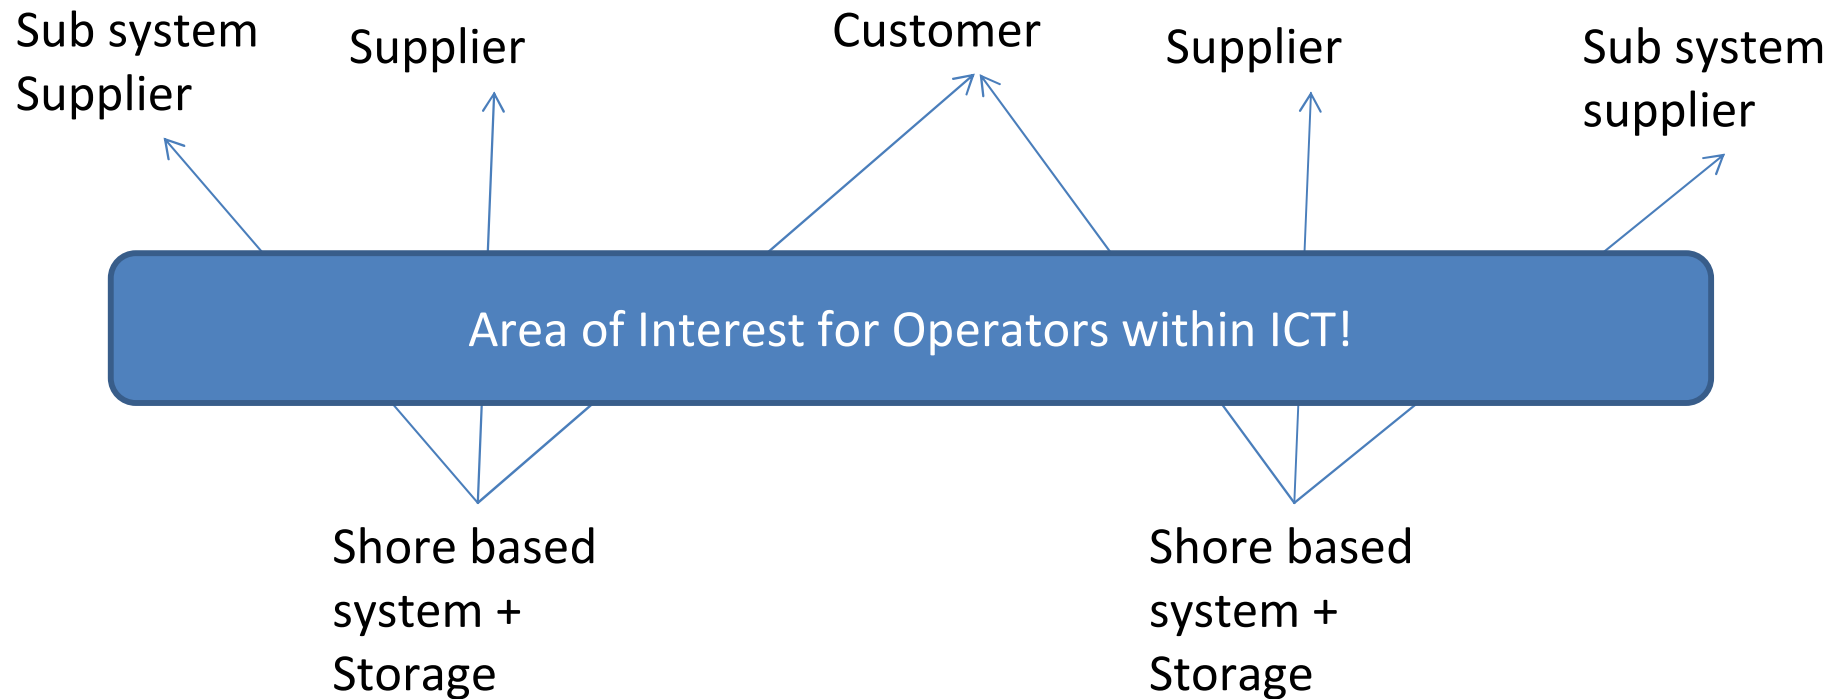 Sub system
Supplier
Supplier
Customer
Supplier
Sub system
supplier
Area of Interest for Operators within ICT!
Shore based
system +
Storage
Shore based
system +
Storage